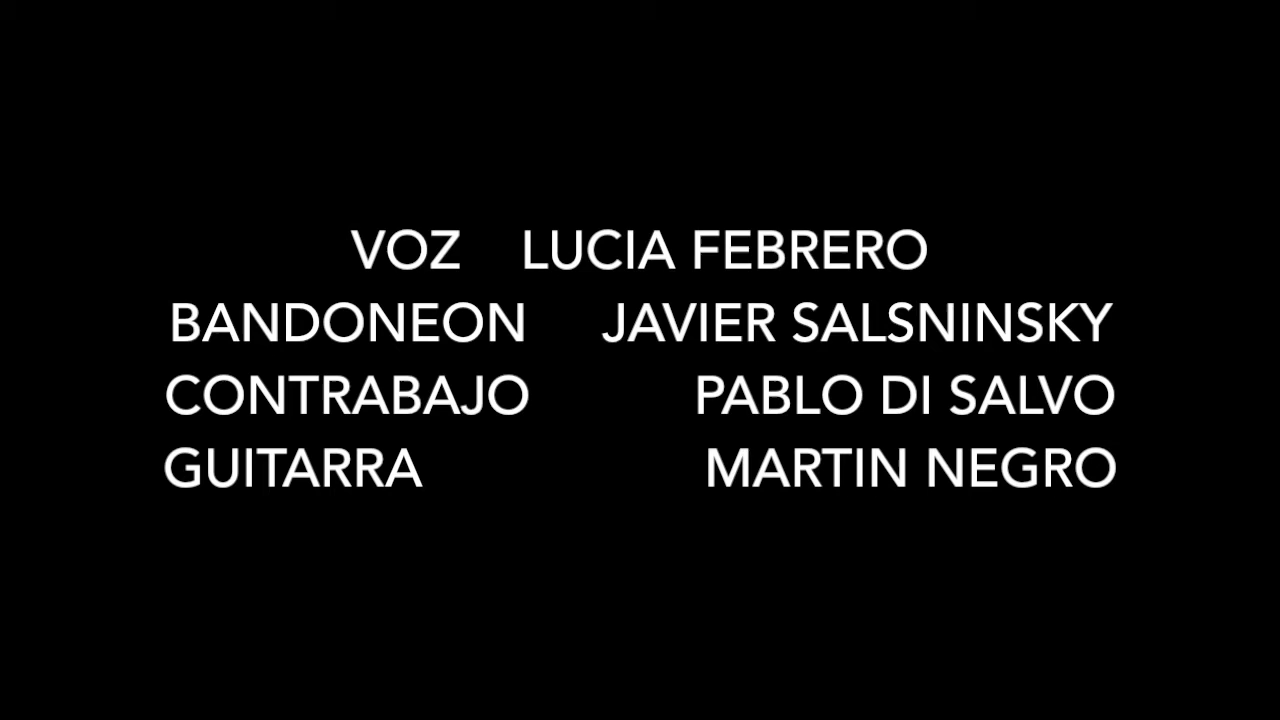 VOZ LUCIA FEBRERO
BANDONEON JAVIER SALSNINSKY
CONTRABAJO PABLO DI SALVO
GUITARRA MARTIN NEGRO